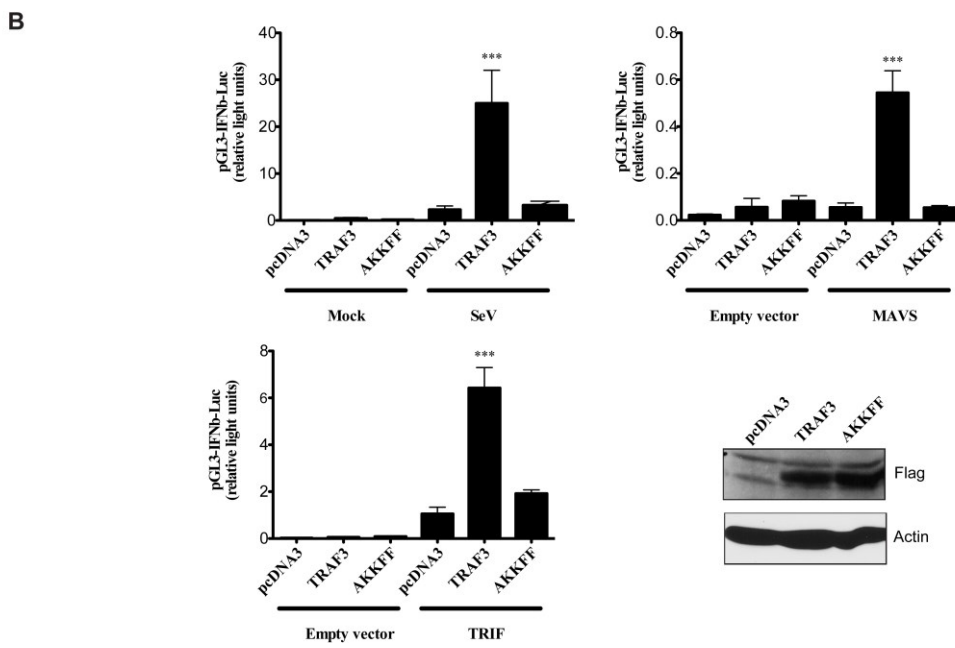 B
pGL3-IFNb-Luc
(relative light units)
40
30
20
10
0
***
pcDNA3
TRAF3
AKKFF
pcDNA3
TRAF3
AKKFF
Mock
SeV
pGL3-IFNb-Luc
(relative light units)
0.8
0.6
0.4
0.2
0.0
***
pcDNA3
TRAF3
AKKFF
pcDNA3
TRAF3
AKKFF
Empty vector
MAVS
pGL3-IFNb-Luc
(relative light units)
8
6
4
2
0
***
pcDNA3
TRAF3
AKKFF
pcDNA3
TRAF3
AKKFF
Empty vector
TRIF
pcDNA3
TRAF3
AKKFF
Flag
Actin